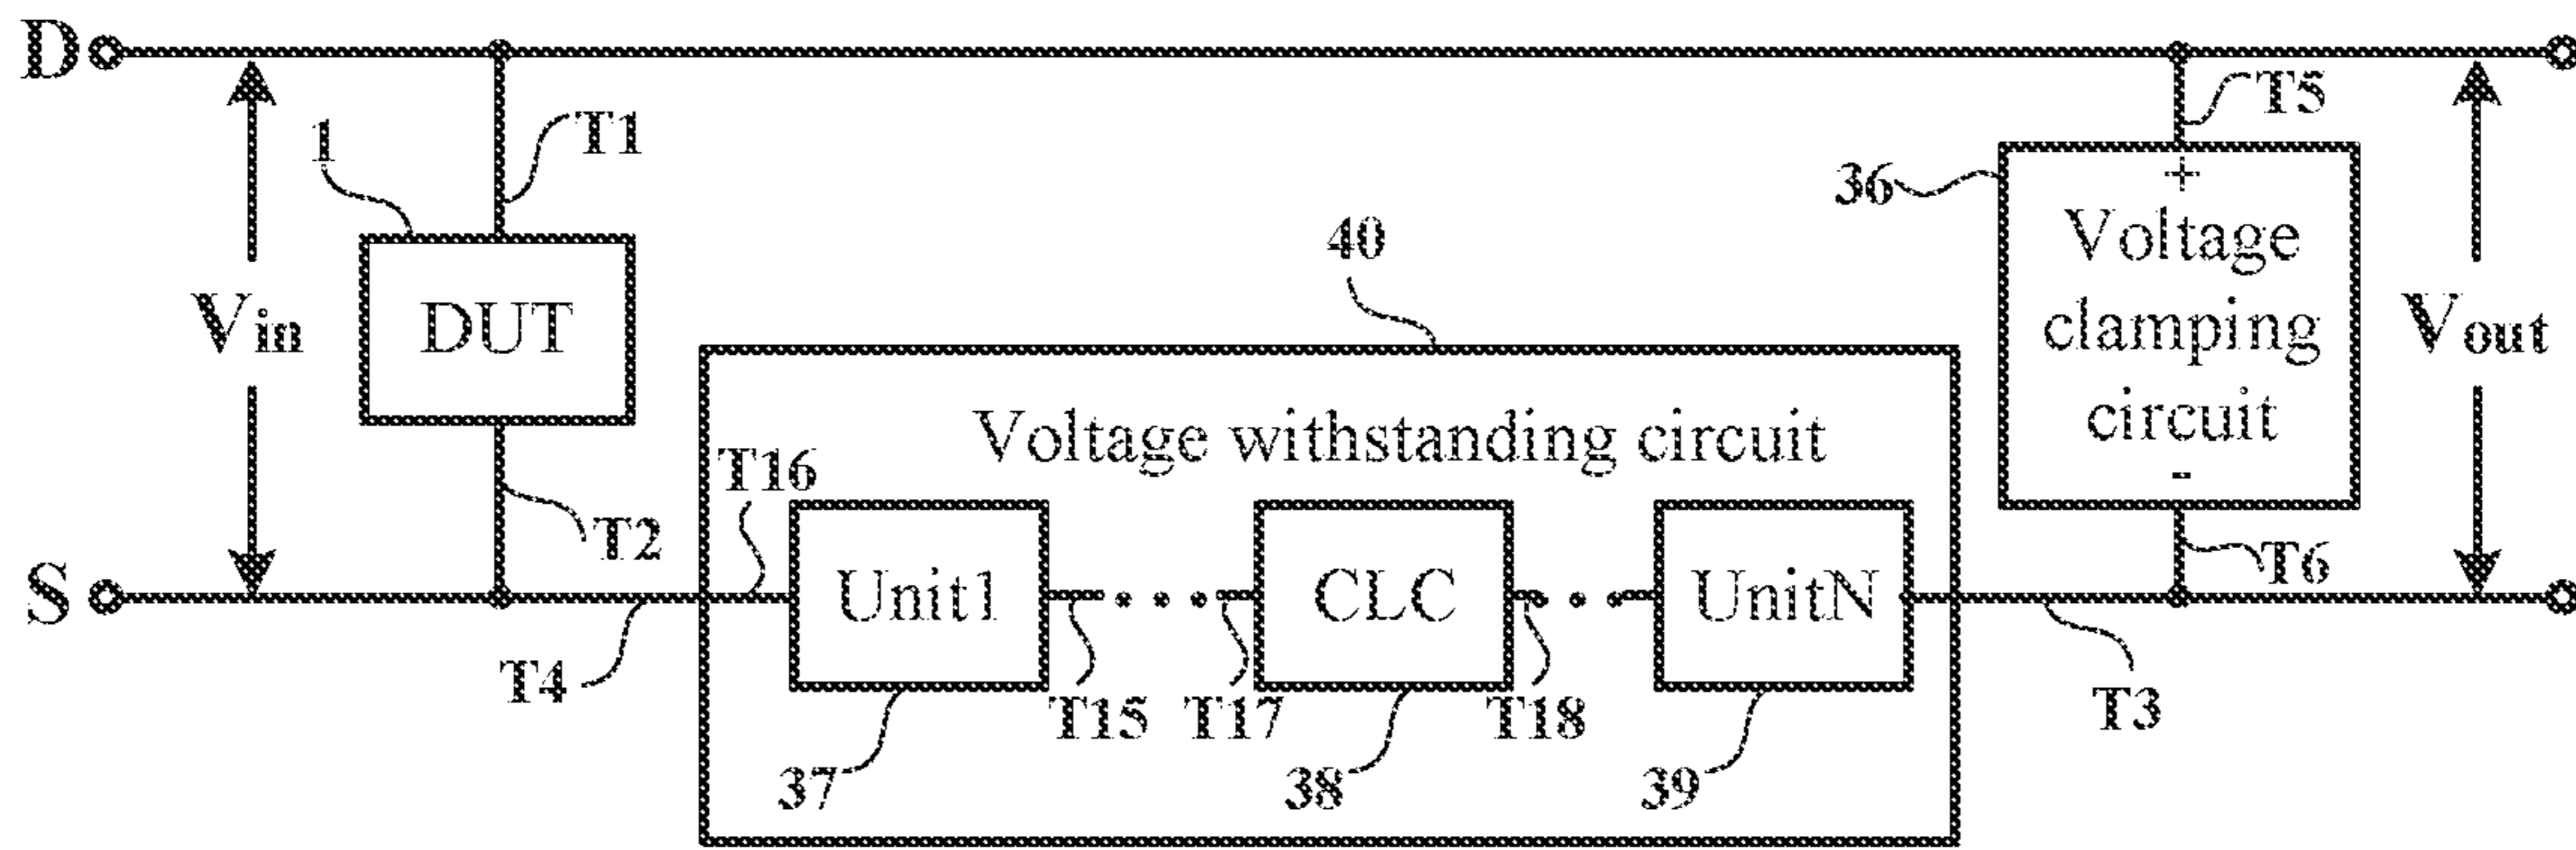 D
T5
1
T1
36
+
Voltage
clamping
circuit
-
40
Vin
DUT
Vout
Voltage withstanding circuit
T16
T2
T6
S
Unit1
CLC
UnitN
T4
T15
T17
T18
T3
37
38
39